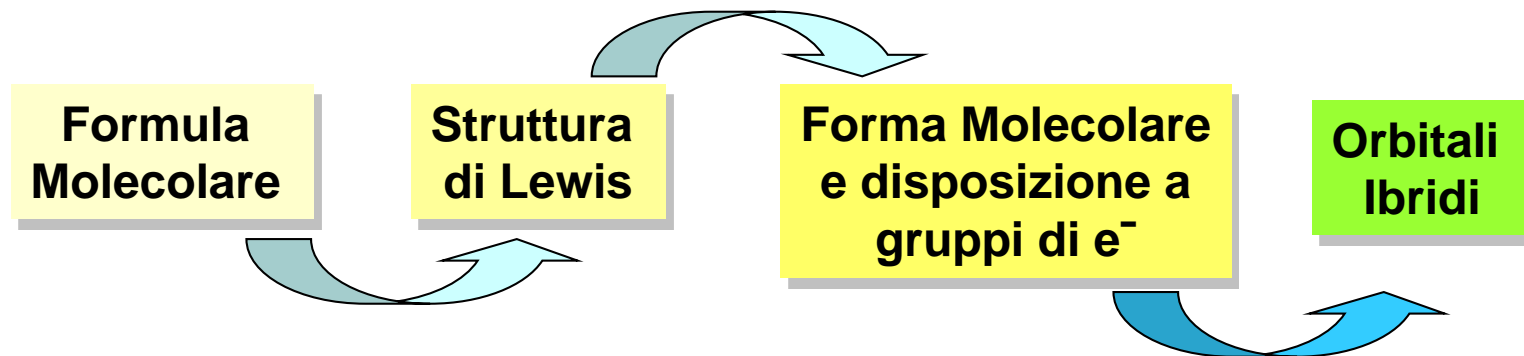 Formula
Molecolare
Struttura
di Lewis
Forma Molecolare
e disposizione a
gruppi di e⁻
Orbitali
Ibridi